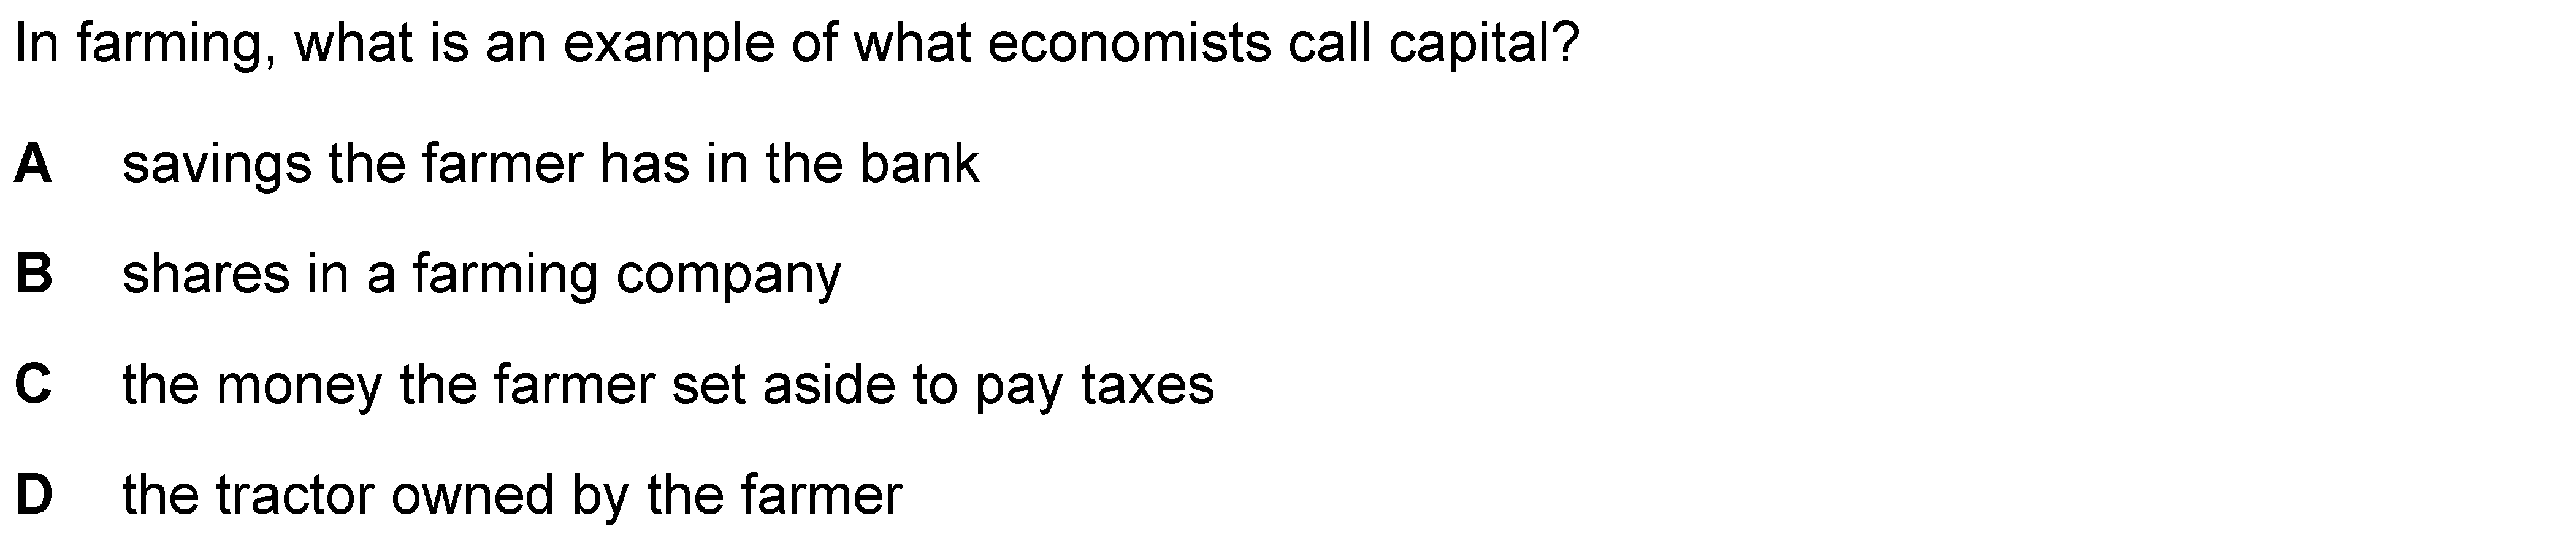 In farming, what is an example of what economists call capital?
A savings the farmer has in the bank
B shares in a farming company
C the money the farmer set aside to pay taxes
D the tractor owned by the farmer